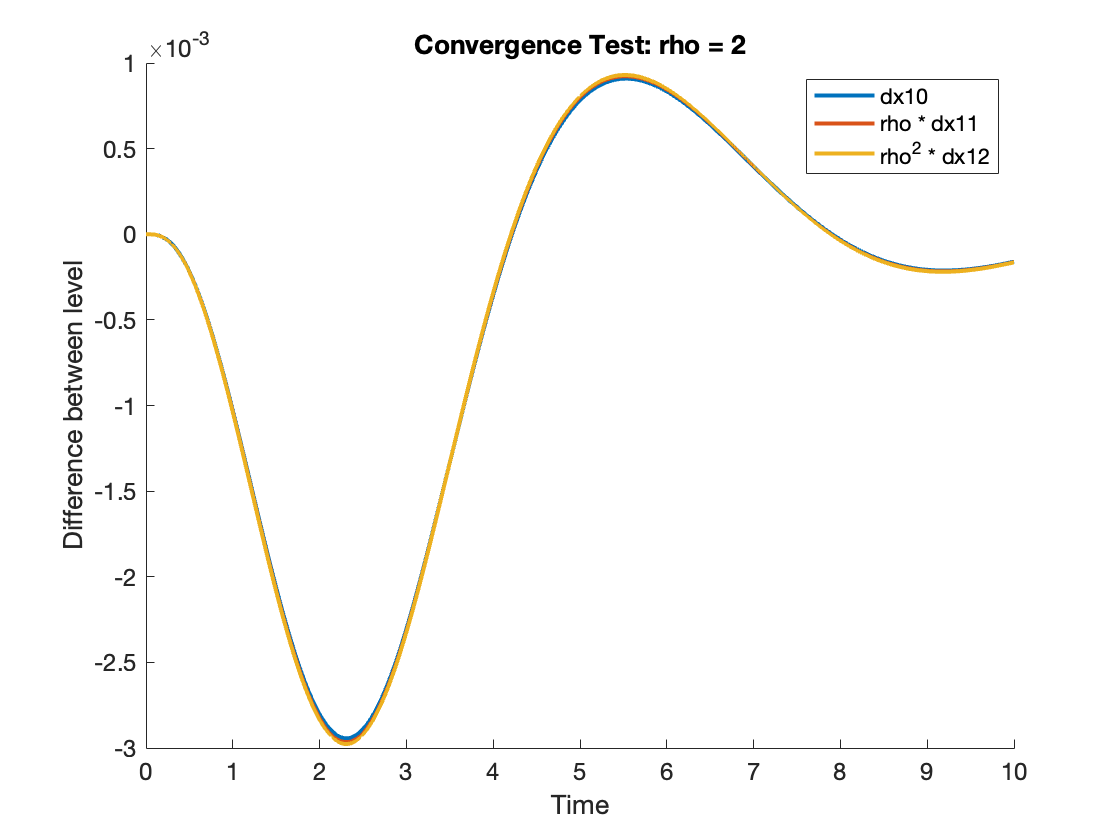 Convergence Test: rho = 2
×10^-3
1
0.5
0
-0.5
-1
-1.5
-2
-2.5
-3
Difference between level
0 1 2 3 4 5 6 7 8 9 10
Time
dx10
rho * dx11
rho^2 * dx12